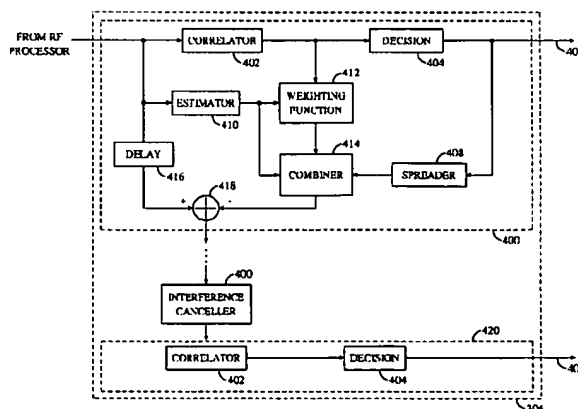 FROM RF
PROCESSOR
CORRELATOR
402
DECISION
404
40
412
ESTIMATOR
410
WEIGHTING
FUNCTION
DELAY
416
414
COMBINER
408
SPREADER
418
+
-
400
400
INTERFERENCE
CANCELLER
420
CORRELATOR
402
DECISION
404
40